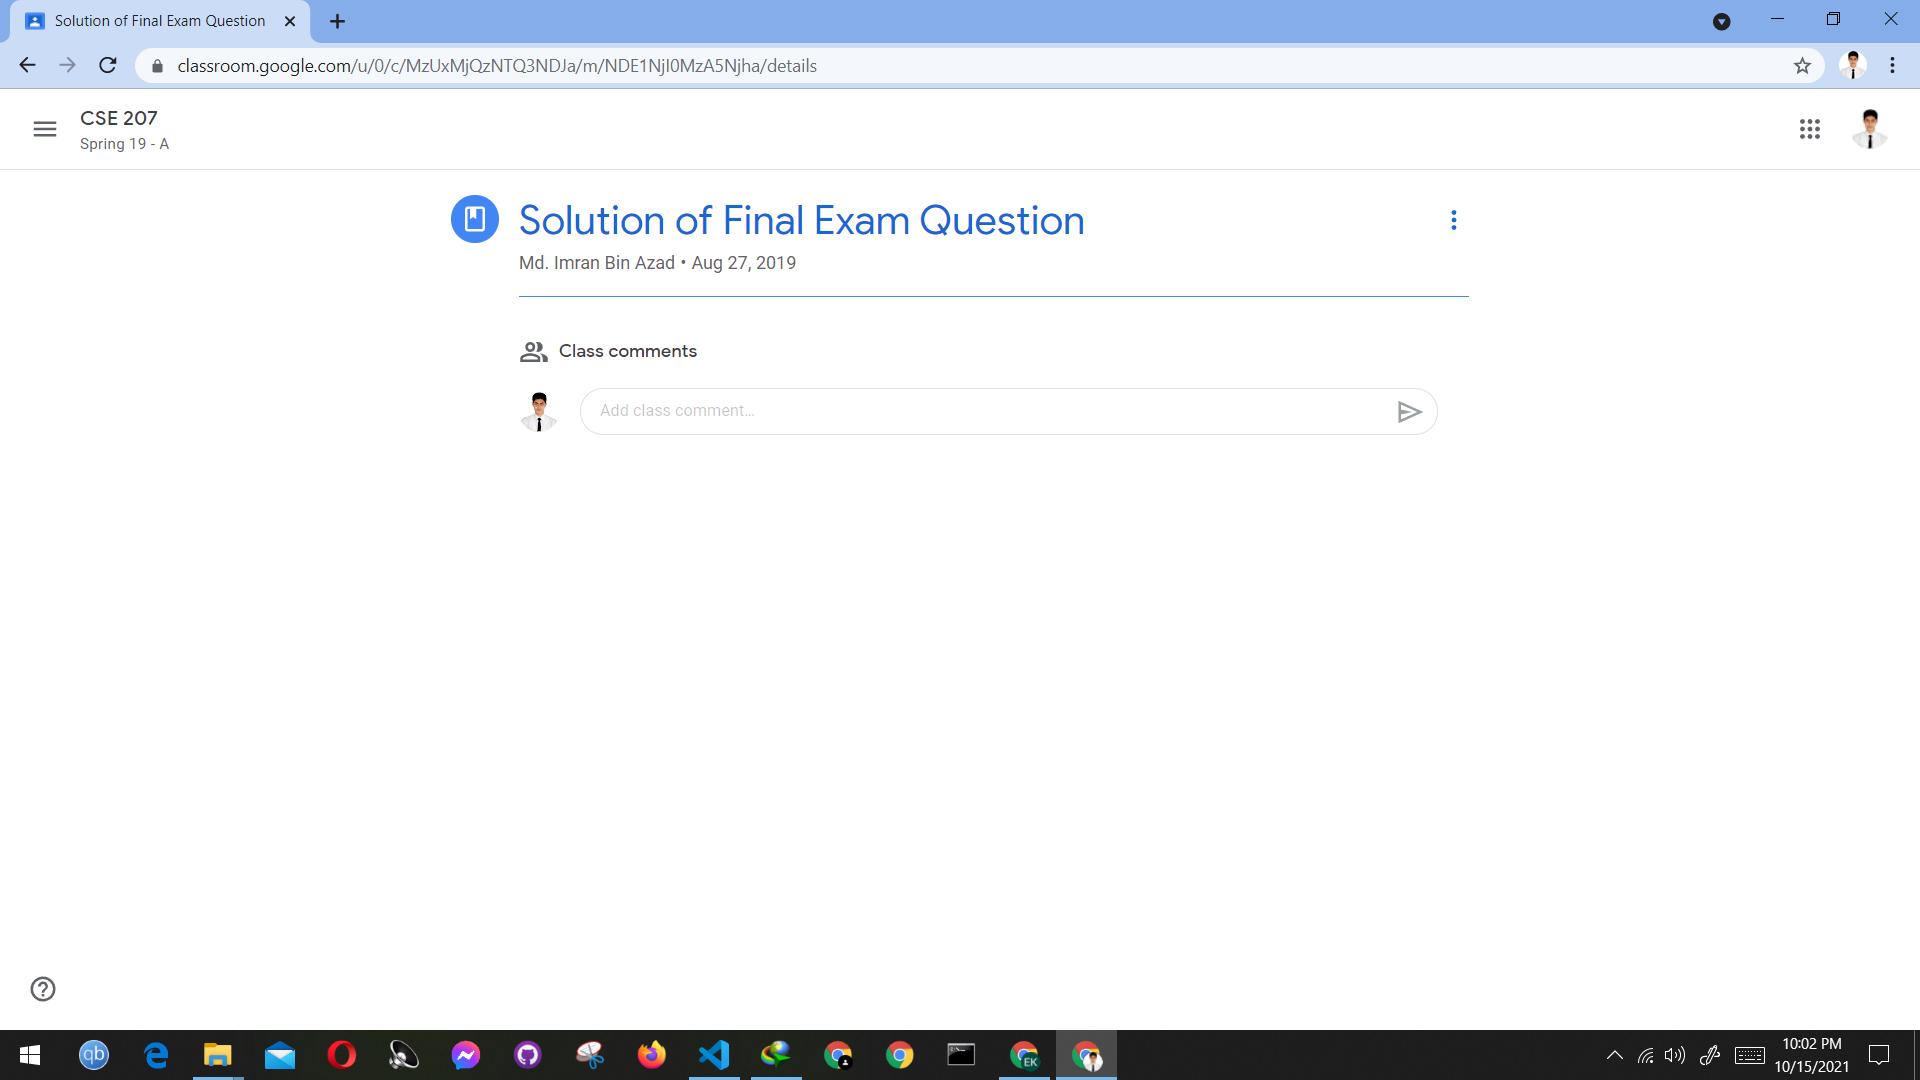 Solution of Final Exam Question
classroom.google.com/u/0/c/MzUxMjQzNTQ3NDJa/m/NDE1NjI0MzA5Njha/details
CSE 207
Spring 19 - A
Solution of Final Exam Question
Md. Imran Bin Azad • Aug 27, 2019
Class comments
Add class comment...
qb
EK
10:02 PM
10/15/2021